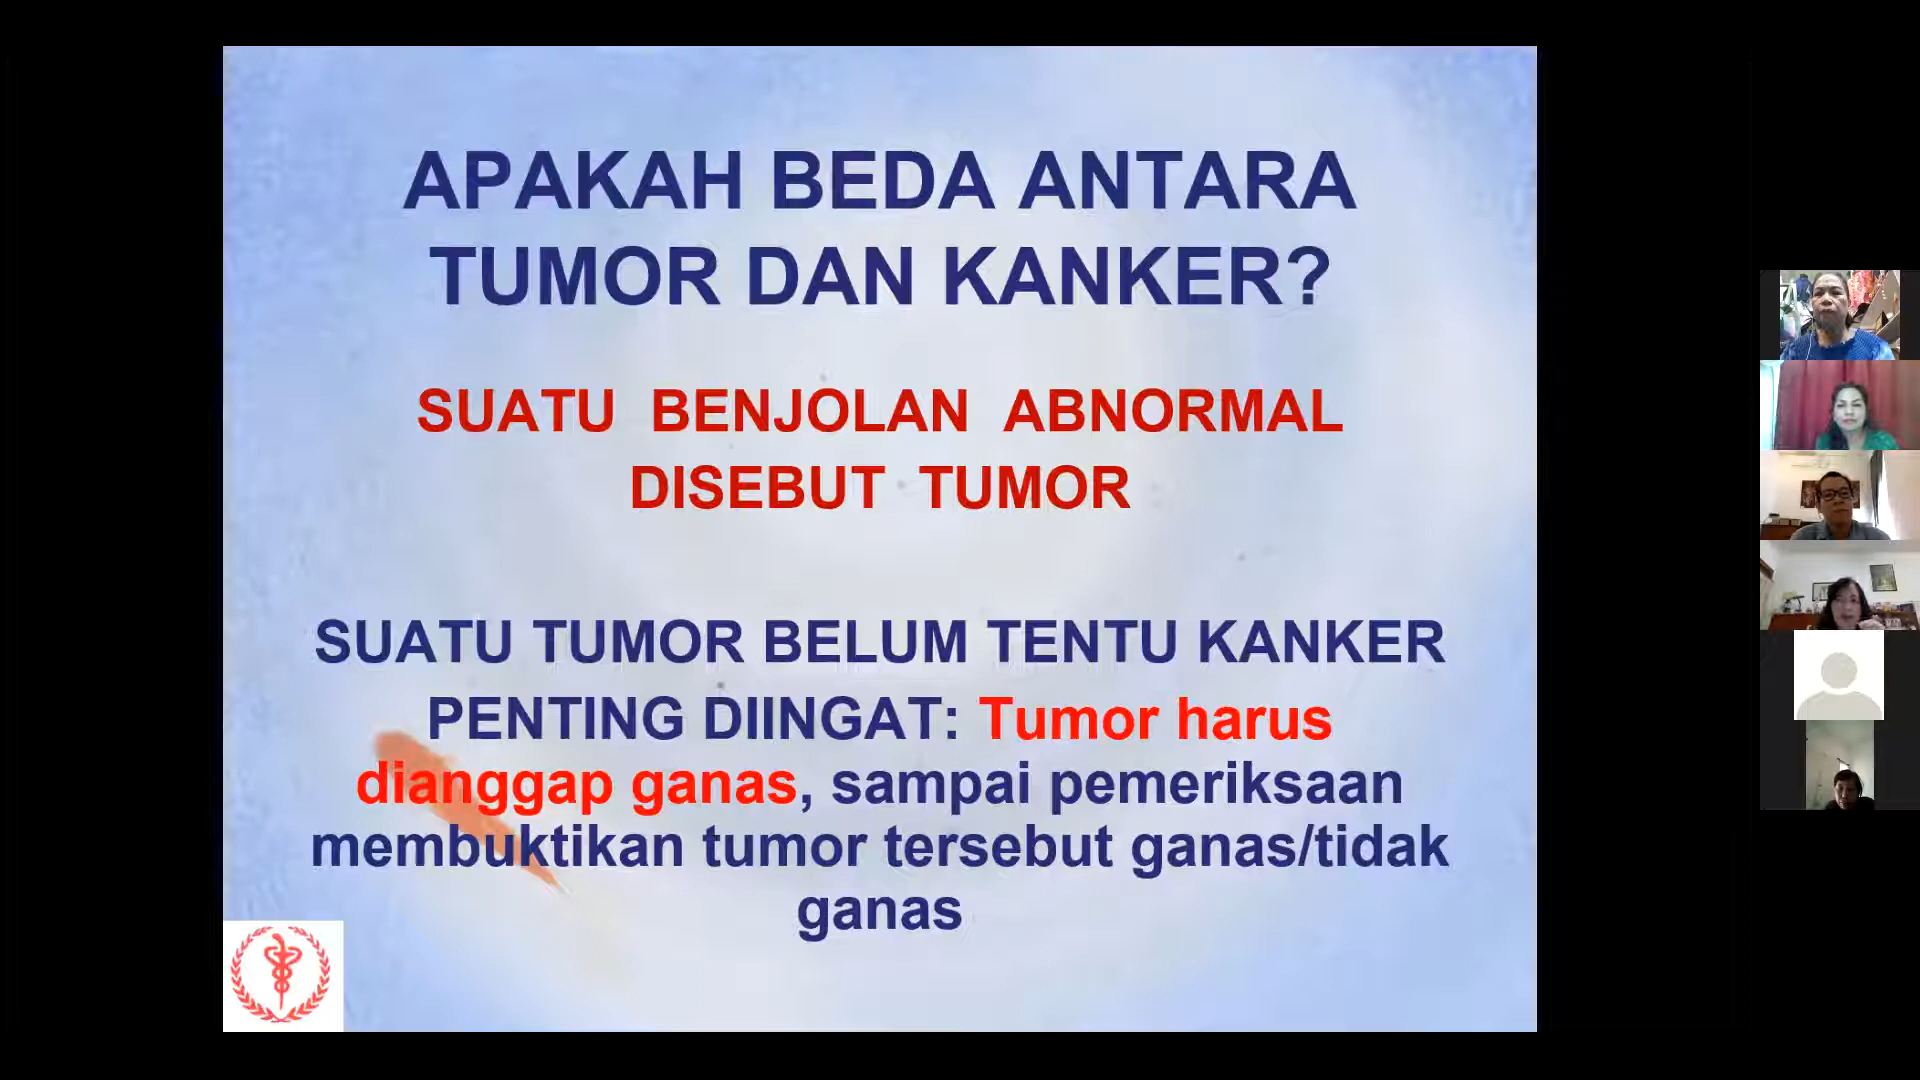 APAKAH BEDA ANTARA
TUMOR DAN KANKER?
SUATU BENJOLAN ABNORMAL
DISEBUT TUMOR
SUATU TUMOR BELUM TENTU KANKER
PENTING DIINGAT: Tumor harus
dianggap ganas, sampai pemeriksaan
membuktikan tumor tersebut ganas/tidak
ganas